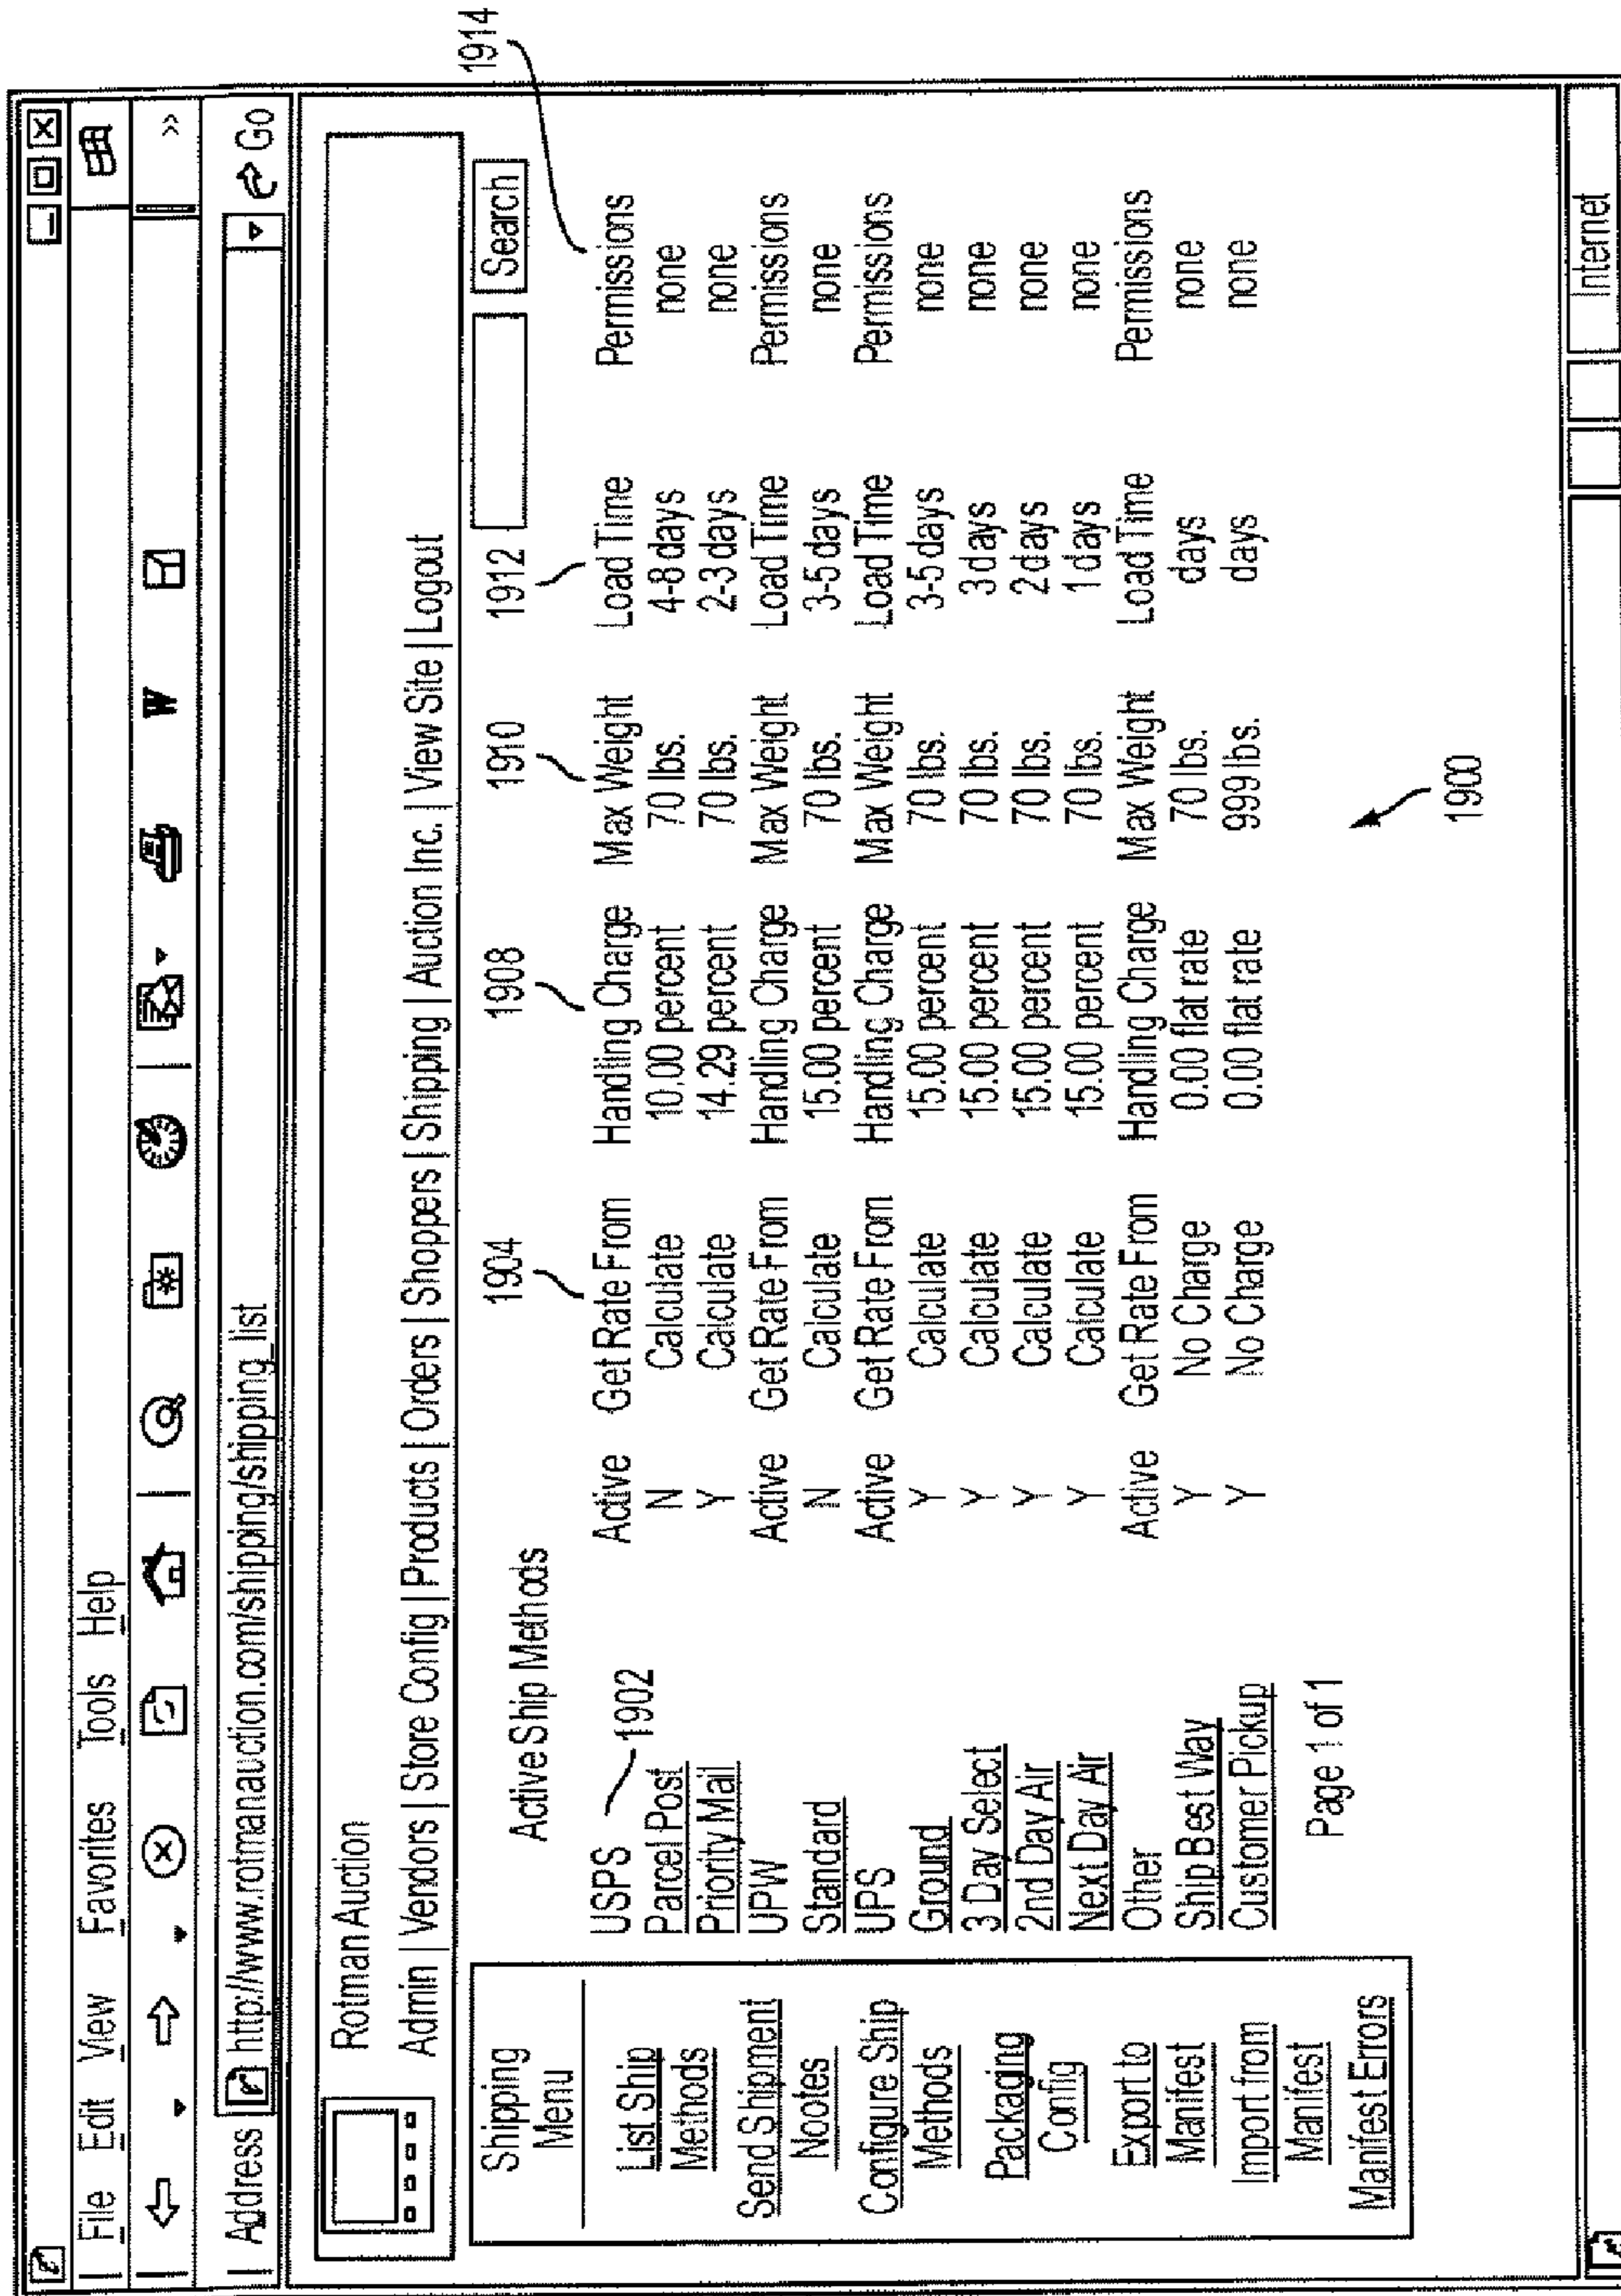 File Edit View Favorites Tools Help
W »
Address http://www.rotmanauction.com/shipping/shipping_list Go
Rotman Auction
Admin | Vendors | Store Config | Products | Orders | Shoppers | Shipping | Auction Inc. | View Site | Logout
Search
Shipping
Menu
List Ship
Methods
Send Shipment
Nootes
Configure Ship
Methods
Packaging
Config
Export to
Manifest
Import from
Manifest
Manifest Errors
Active Ship Methods
1902 1904 1908 1910 1912 1914
USPS Active Get Rate From Handling Charge Max Weight Load Time Permissions
Parcel Post N Calculate 10.00 percent 70 lbs. 4-8 days none
Priority Mail Y Calculate 14.29 percent 70 lbs. 2-3 days none
UPW Active Get Rate From Handling Charge Max Weight Load Time Permissions
Standard N Calculate 15.00 percent 70 lbs. 3-5 days none
UPS Active Get Rate From Handling Charge Max Weight Load Time Permissions
Ground Y Calculate 15.00 percent 70 lbs. 3-5 days none
3 Day Select Y Calculate 15.00 percent 70 lbs. 3 days none
2nd Day Air Y Calculate 15.00 percent 70 lbs. 2 days none
Next Day Air Y Calculate 15.00 percent 70 lbs. 1 days none
Other Active Get Rate From Handling Charge Max Weight Load Time Permissions
Ship Best Way Y No Charge 0.00 flat rate 70 lbs. days none
Customer Pickup Y No Charge 0.00 flat rate 999 lbs. days none
Page 1 of 1
1900
Internet